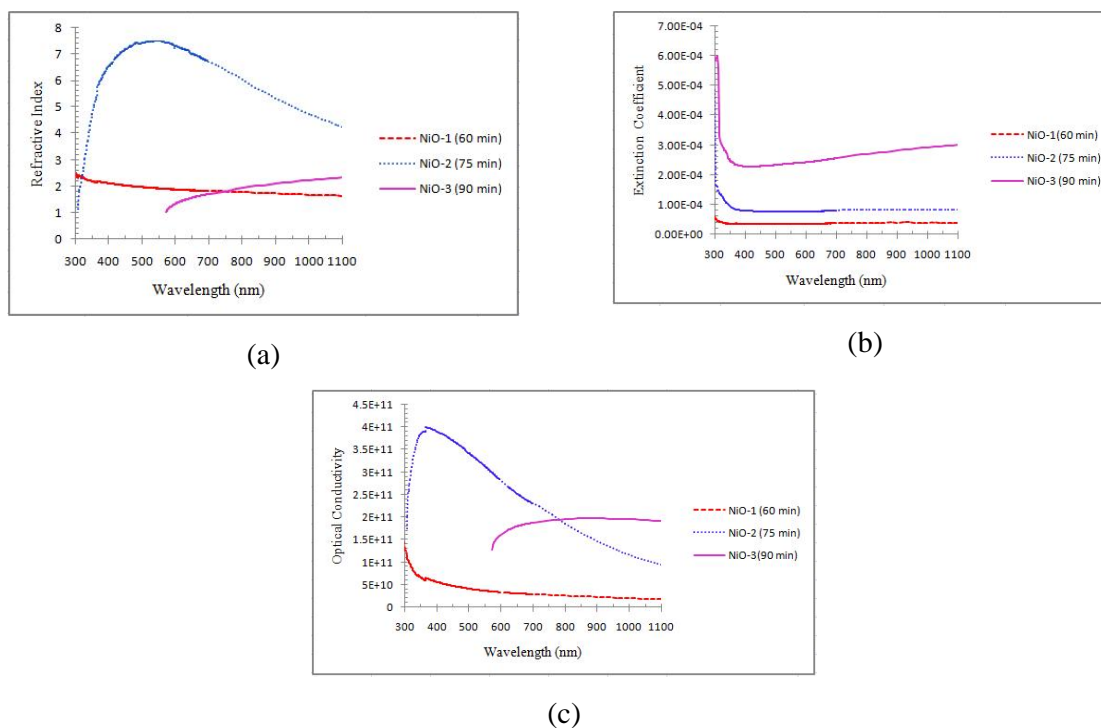 8
7
6
5
4
3
2
1
0
Refractive Index
300 400 500 600 700 800 900 1000 1100
Wavelength (nm)
NiO-1 (60 min)
NiO-2 (75 min)
NiO-3 (90 min)
(a)
7.00E-04
6.00E-04
5.00E-04
4.00E-04
3.00E-04
2.00E-04
1.00E-04
0.00E+00
Extinction Coefficient
300 400 500 600 700 800 900 1000 1100
Wavelength (nm)
NiO-1(60 min)
NiO-2 (75 min)
NiO-3 (90 min)
(b)
4.5E+11
4E+11
3.5E+11
3E+11
2.5E+11
2E+11
1.5E+11
1E+11
5E+10
0
Optical Conductivity
300 400 500 600 700 800 900 1000 1100
Wavelength (nm)
NiO-1 (60 min)
NiO-2 (75 min)
NiO-3(90 min)
(c)